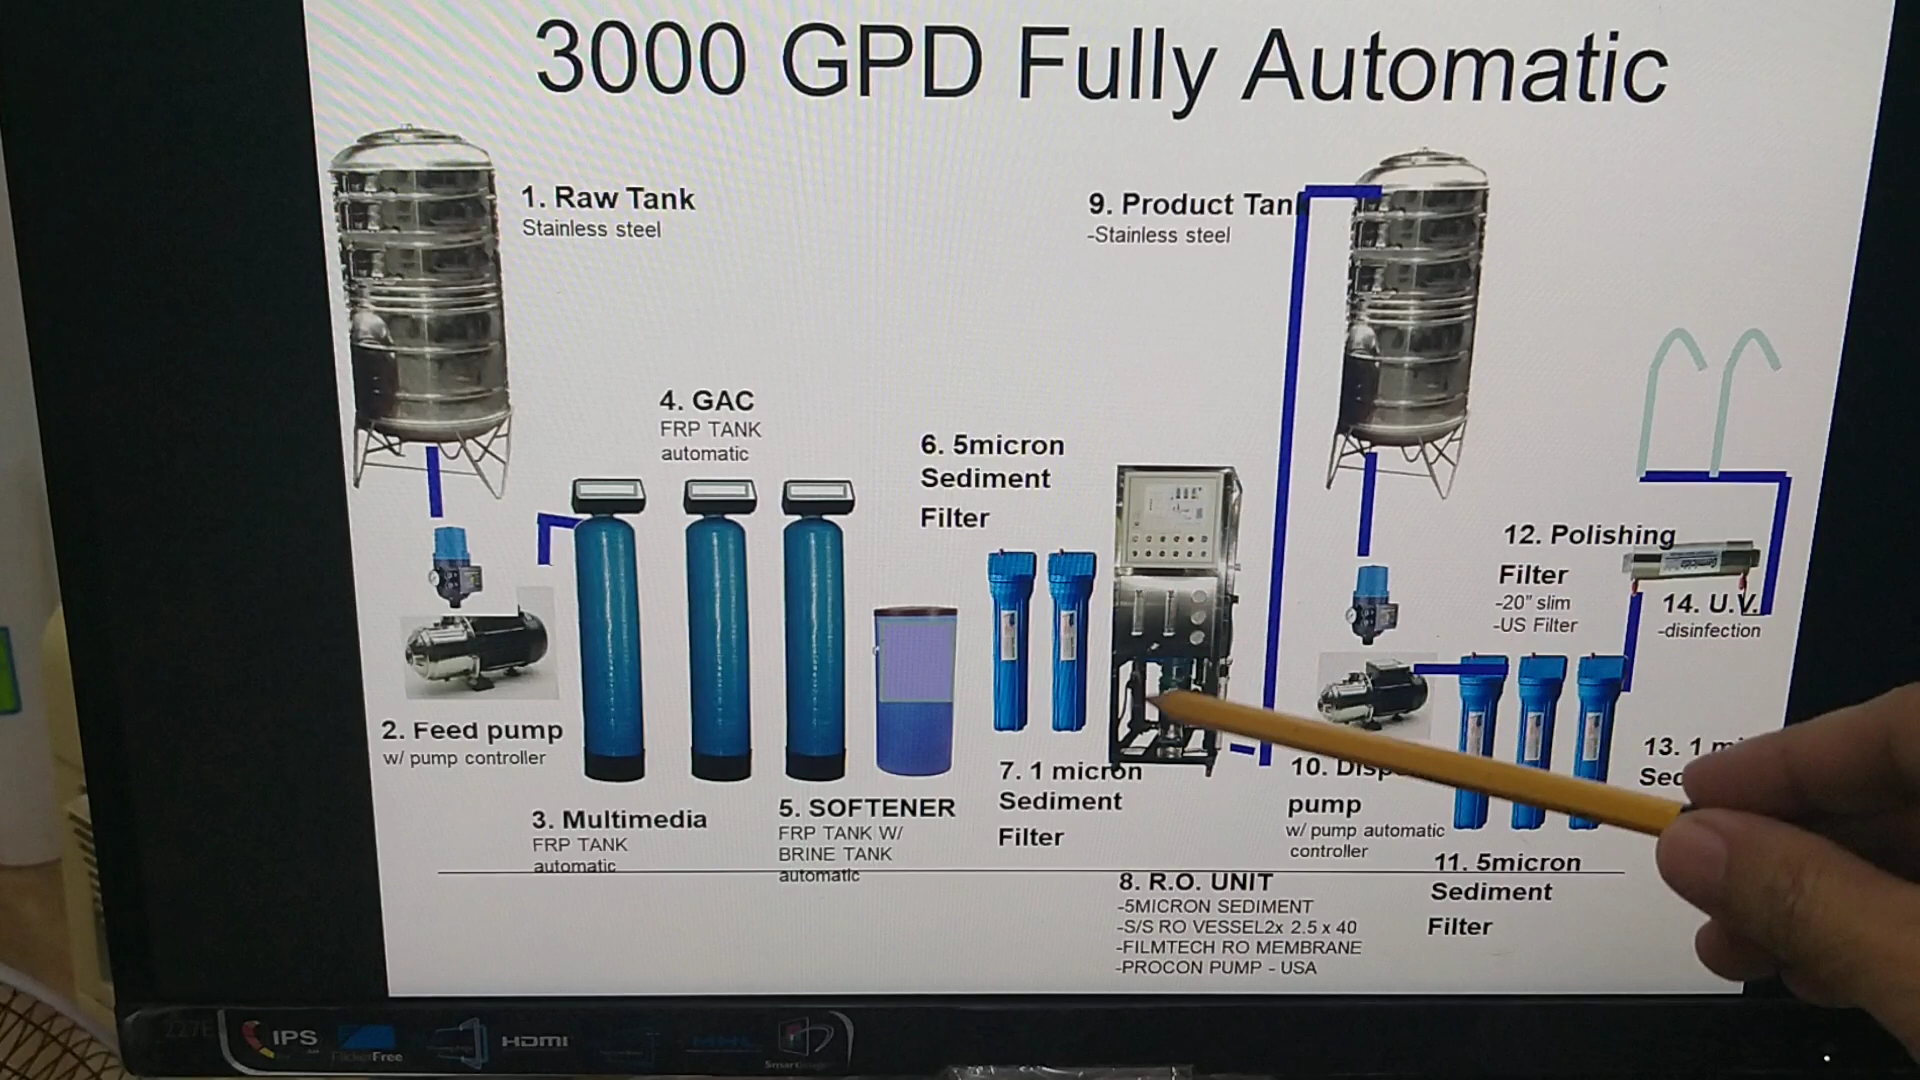 3000 GPD Fully Automatic
1. Raw Tank
Stainless steel
9. Product Tan
-Stainless steel
4. GAC
FRP TANK
automatic
6. 5micron
Sediment
Filter
12. Polishing
Filter
-20" slim
-US Filter
14. U.V.
-disinfection
2. Feed pump
w/ pump controller
3. Multimedia
FRP TANK
automatic
5. SOFTENER
FRP TANK W/
BRINE TANK
automatic
7. 1 micron
Sediment
Filter
10. Disp
pump
w/ pump automatic
controller
13. 1 mi
Sed
11. 5micron
Sediment
Filter
8. R.O. UNIT
-5MICRON SEDIMENT
-S/S RO VESSEL2x 2.5 x 40
-FILMTECH RO MEMBRANE
-PROCON PUMP - USA
IPS
FlickerFree
HDMI